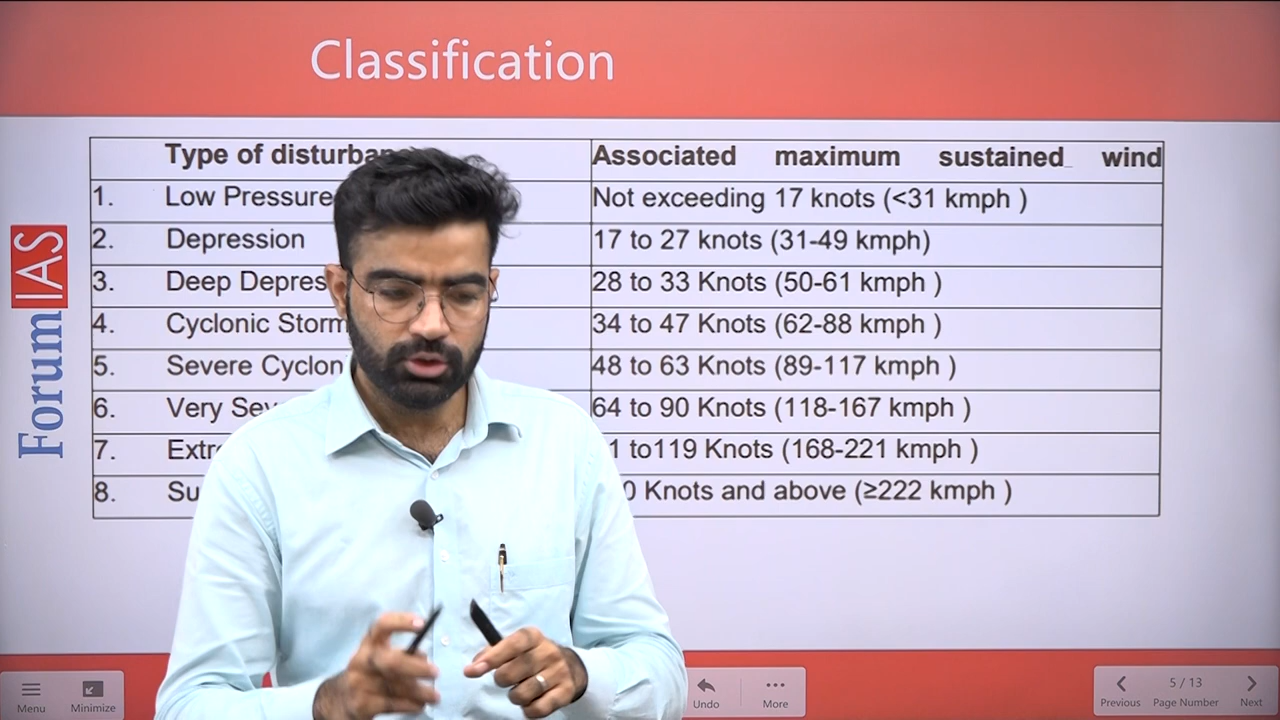 Classification
Type of disturbance Associated maximum sustained wind
1. Low Pressure Not exceeding 17 knots (<31 kmph )
2. Depression 17 to 27 knots (31-49 kmph)
3. Deep Depres 28 to 33 Knots (50-61 kmph )
4. Cyclonic Storm 34 to 47 Knots (62-88 kmph )
5. Severe Cyclon 48 to 63 Knots (89-117 kmph )
6. Very Sev 64 to 90 Knots (118-167 kmph )
7. Extr 1 to119 Knots (168-221 kmph )
8. Su 0 Knots and above (≥222 kmph )
ForumIAS
Menu
Minimize
Undo
More
Previous
5 / 13
Page Number
Next